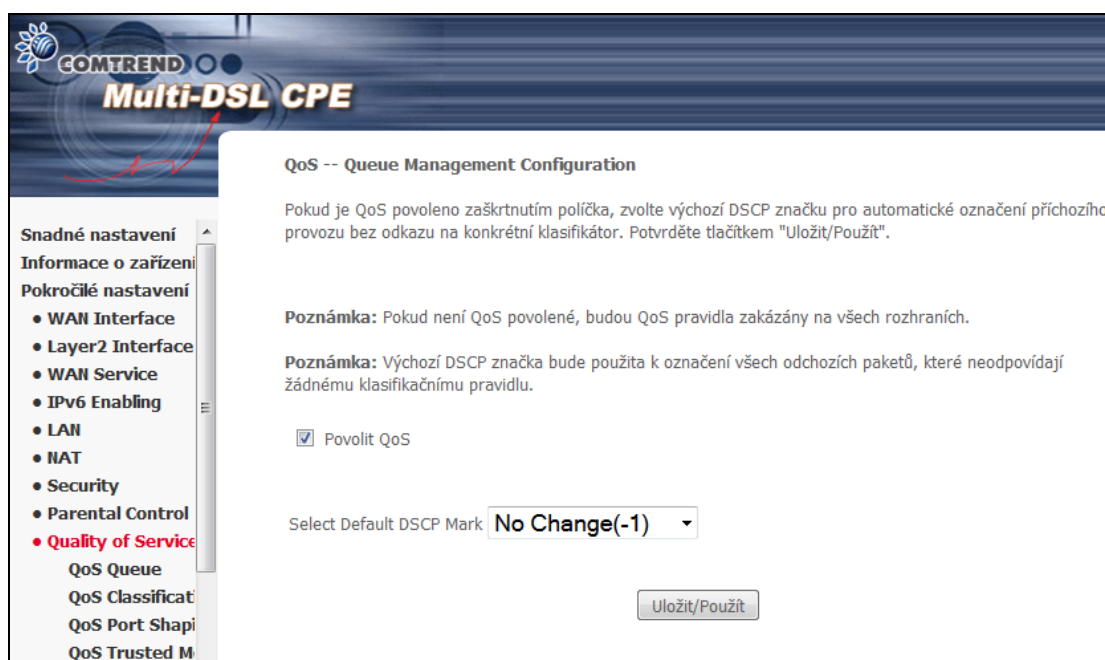 COMTREND
Multi-DSL CPE
QoS -- Queue Management Configuration
Pokud je QoS povoleno zaškrtnutím políčka, zvolte výchozí DSCP značku pro automatické označení příchozího
provozu bez odkazu na konkrétní klasifikátor. Potvrďte tlačítkem "Uložit/Použít".
Poznámka: Pokud není QoS povolené, budou QoS pravidla zakázány na všech rozhraních.
Poznámka: Výchozí DSCP značka bude použita k označení všech odchozích paketů, které neodpovídají
žádnému klasifikačnímu pravidlu.
Povolit QoS
Select Default DSCP Mark No Change(-1)
Uložit/Použít
Snadné nastavení
Informace o zařízení
Pokročilé nastavení
• WAN Interface
• Layer2 Interface
• WAN Service
• IPv6 Enabling
• LAN
• NAT
• Security
• Parental Control
• Quality of Service
QoS Queue
QoS Classificati
QoS Port Shapi
QoS Trusted M